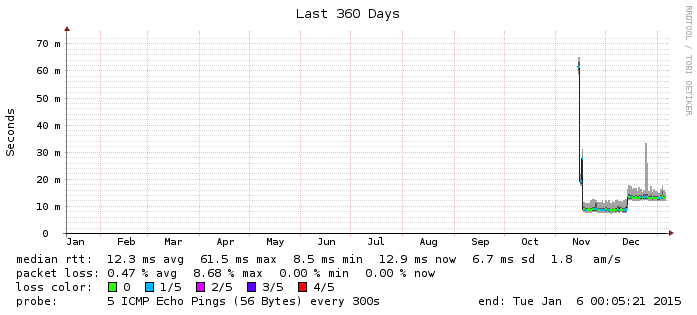 Last 360 Days
RRDTOOL / TOBI OETIKER
Seconds
70 m
60 m
50 m
40 m
30 m
20 m
10 m
0
Jan Feb Mar Apr May Jun Jul Aug Sep Oct Nov Dec
median rtt: 12.3 ms avg 61.5 ms max 8.5 ms min 12.9 ms now 6.7 ms sd 1.8 am/s
packet loss: 0.47 % avg 8.68 % max 0.00 % min 0.00 % now
loss color: 0 1/5 2/5 3/5 4/5
probe: 5 ICMP Echo Pings (56 Bytes) every 300s end: Tue Jan 6 00:05:21 2015